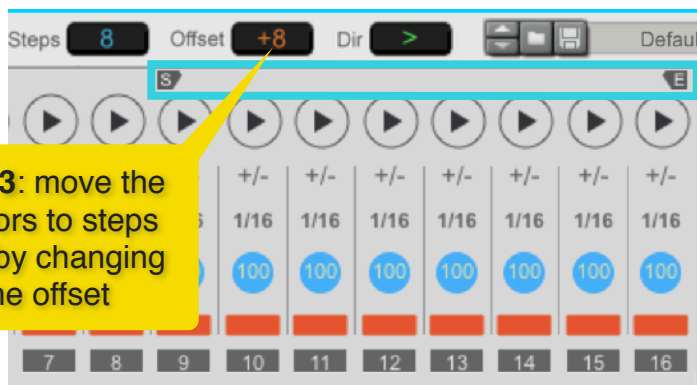 Steps 8 Offset +8 Dir > Defaul
S E
3: move the
ors to steps
by changing
ne offset
- +/- +/- +/- +/- +/- +/- +/-
6 1/16 1/16 1/16 1/16 1/16 1/16 1/16
100 100 100 100 100 100 100
7 8 9 10 11 12 13 14 15 16